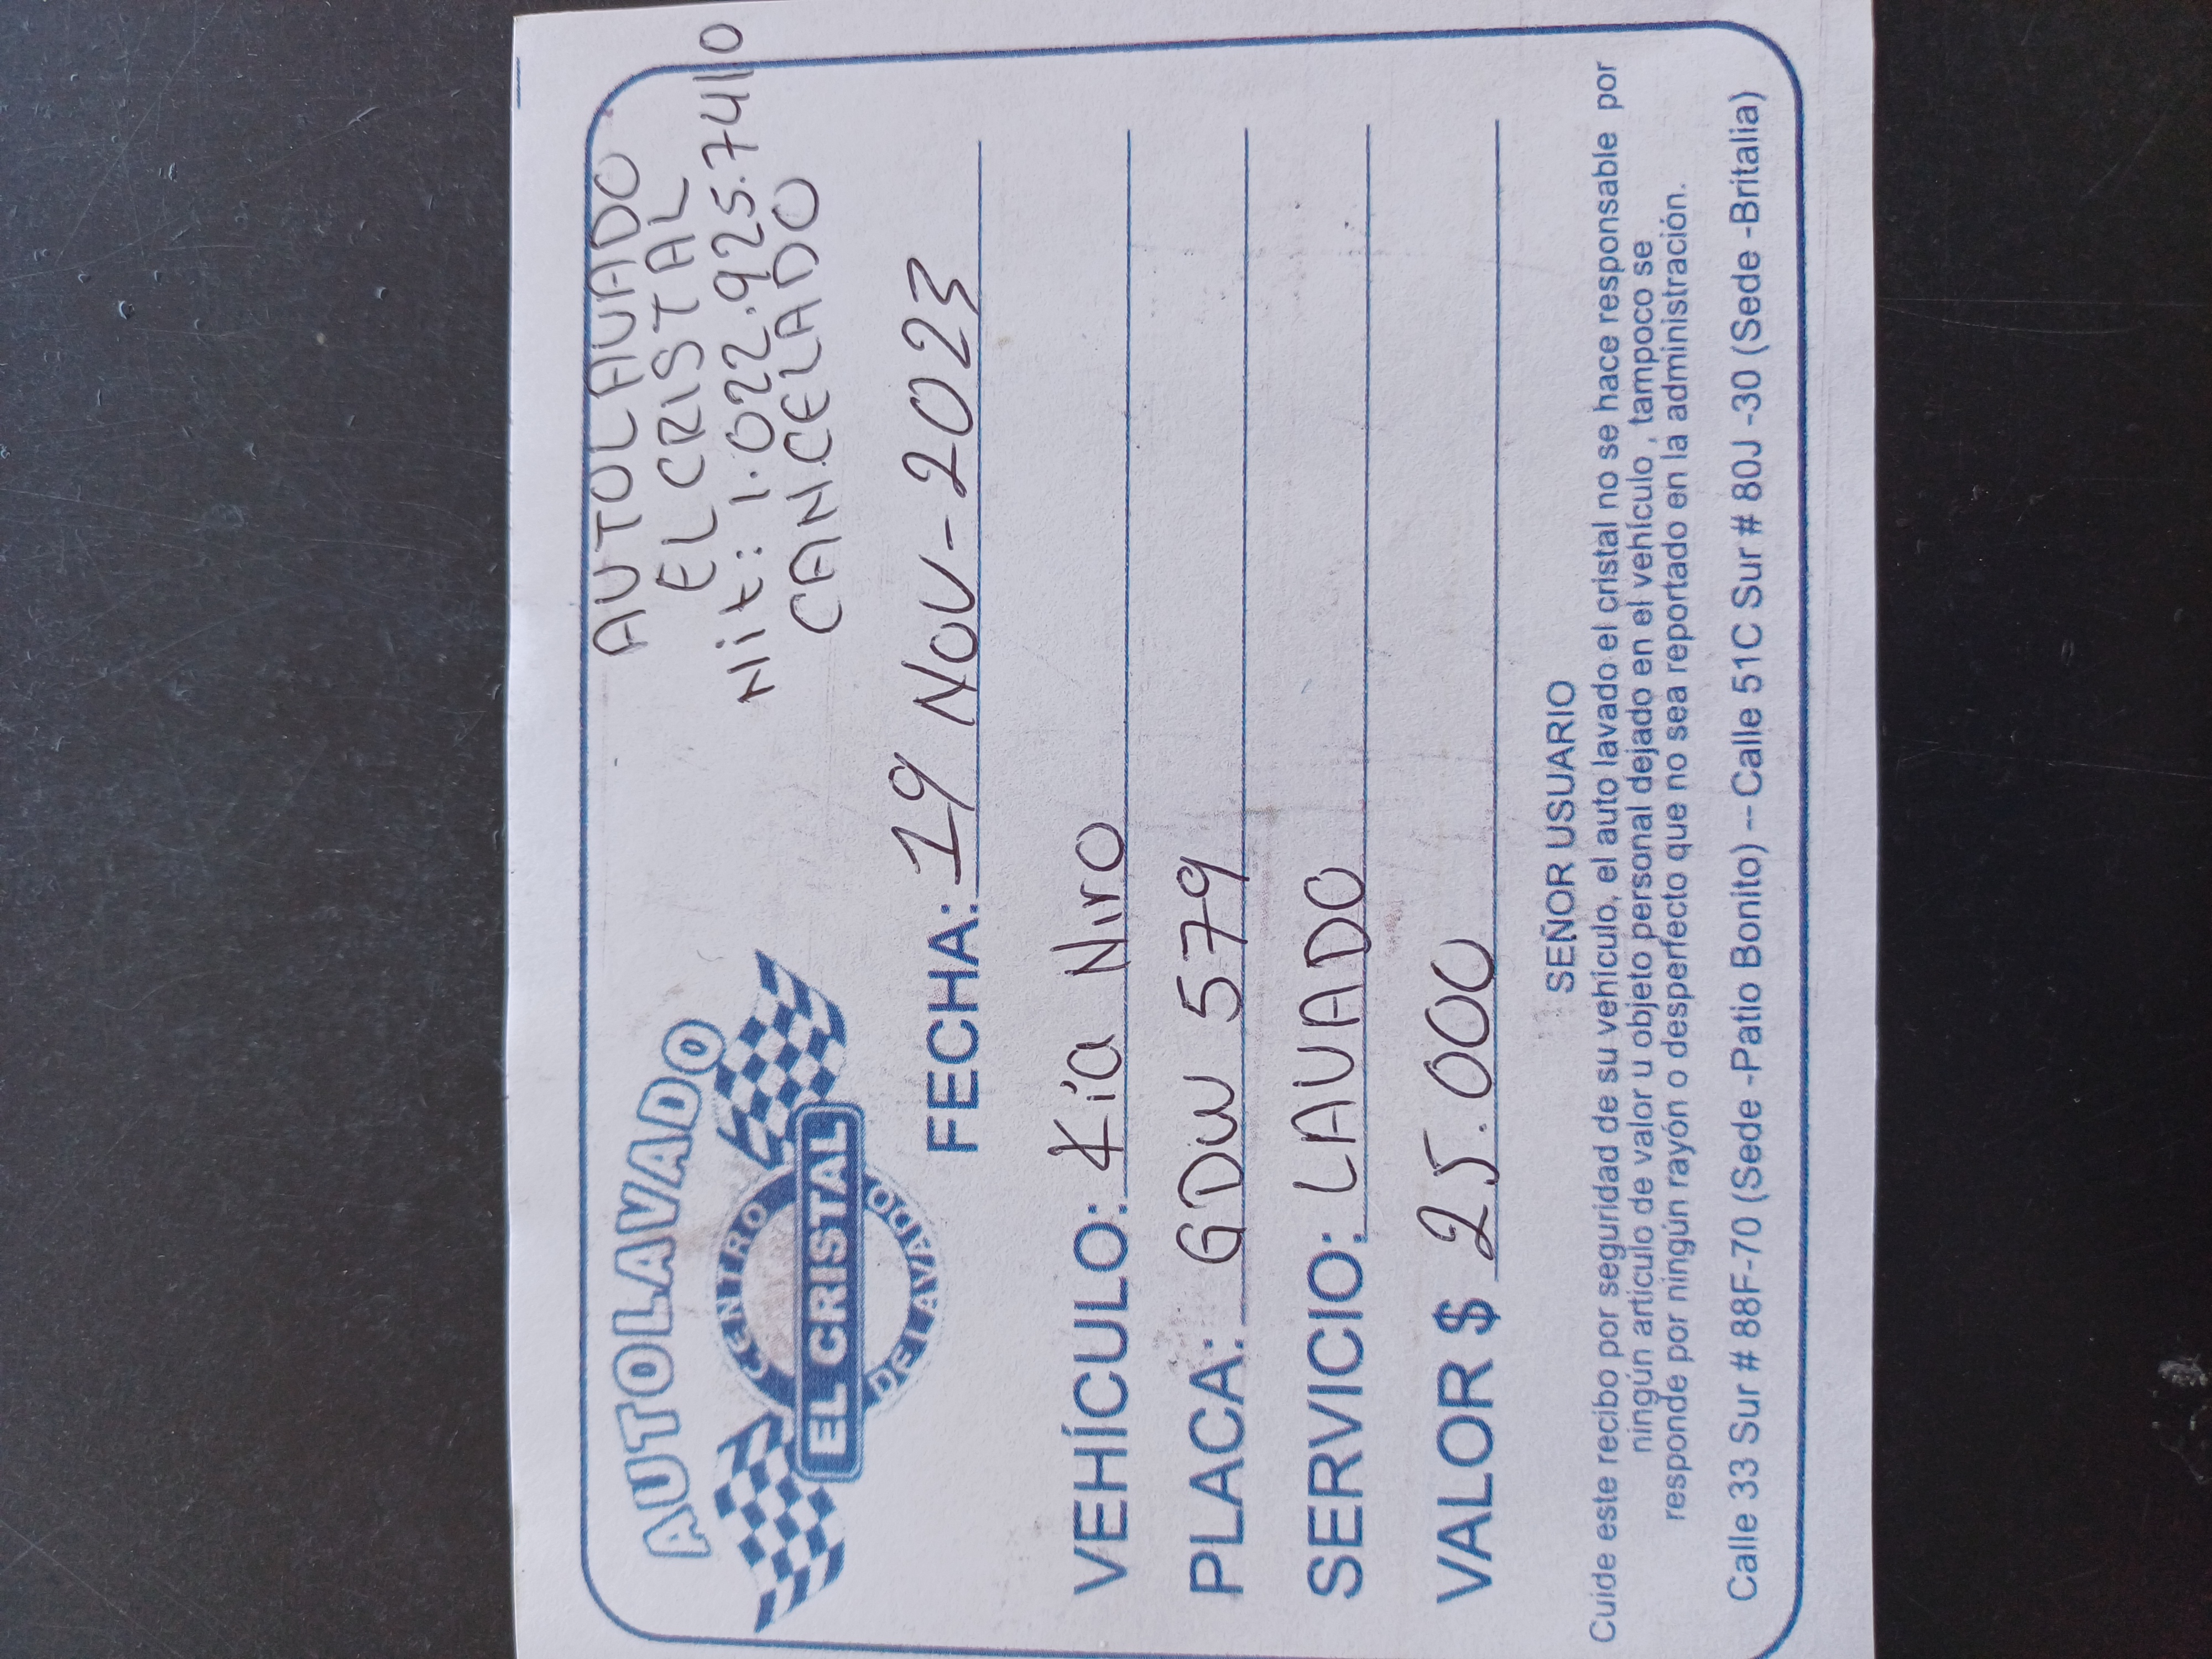 AUTOLAVADO
CENTRO
EL CRISTAL
DE LAVADO
AUTOLAVADO
EL CRISTAL
Nit: 1.022.925.7410
CANCELADO
FECHA: 19 Nov - 2023
VEHÍCULO: Kia Niro
PLACA: GDW 579
SERVICIO: LAVADO
VALOR $ 25.000
SEÑOR USUARIO
Cuide este recibo por seguridad de su vehículo, el auto lavado el cristal no se hace responsable por
ningún artículo de valor u objeto personal dejado en el vehículo, tampoco se
responde por ningún rayón o desperfecto que no sea reportado en la administración.
Calle 33 Sur # 88F-70 (Sede -Patio Bonito) -- Calle 51C Sur # 80J -30 (Sede -Britalia)